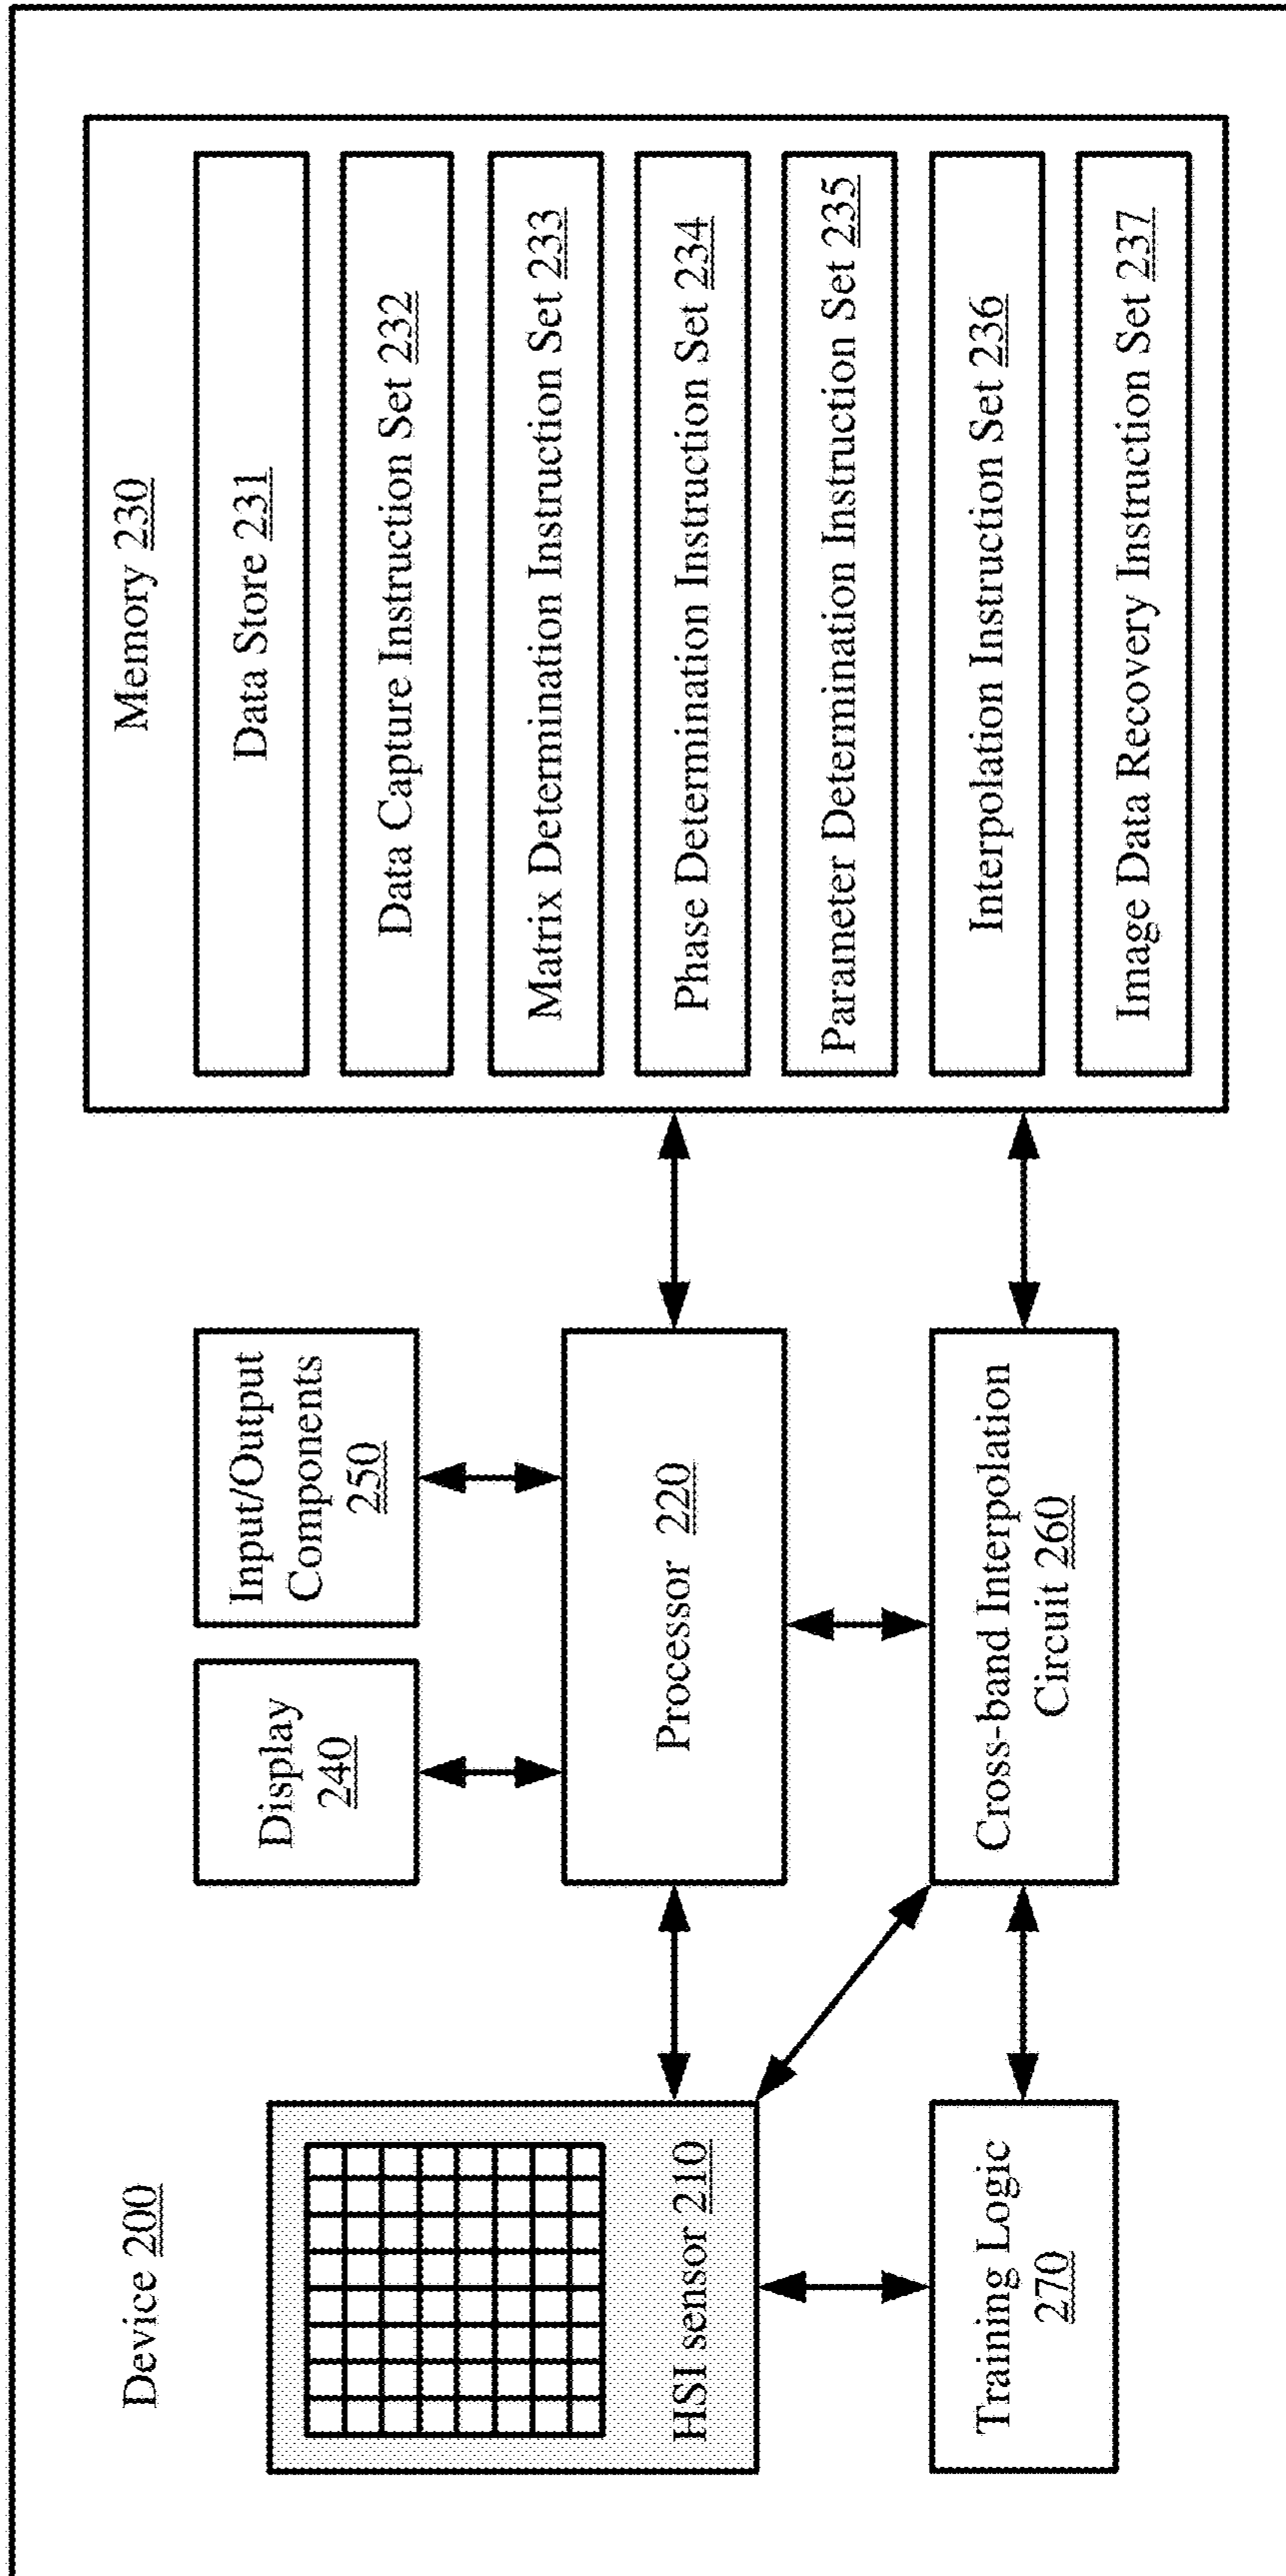 Device 200
HSI sensor 210
Training Logic
270
Display
240
Input/Output
Components
250
Processor 220
Cross-band Interpolation
Circuit 260
Memory 230
Data Store 231
Data Capture Instruction Set 232
Matrix Determination Instruction Set 233
Phase Determination Instruction Set 234
Parameter Determination Instruction Set 235
Interpolation Instruction Set 236
Image Data Recovery Instruction Set 237